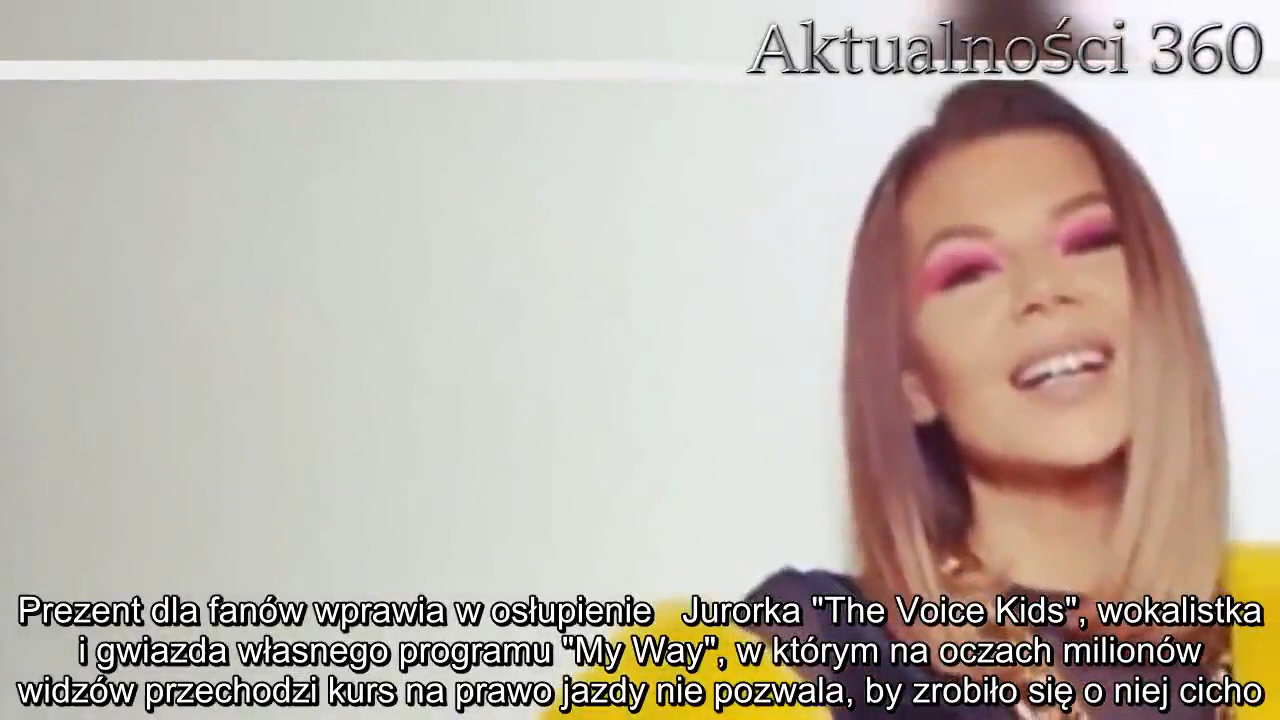 Aktualności 360
Prezent dla fanów wprawia w osłupienie Jurorka "The Voice Kids", wokalistka
i gwiazda własnego programu "My Way", w którym na oczach milionów
widzów przechodzi kurs na prawo jazdy nie pozwala, by zrobiło się o niej cicho